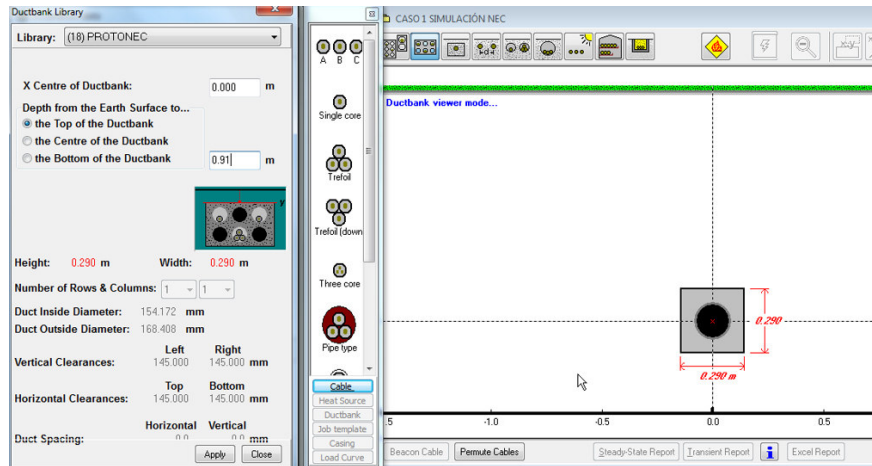 Ductbank Library
Library: (18) PROTONEC
X Centre of Ductbank: 0.000 m
Depth from the Earth Surface to...
the Top of the Ductbank
the Centre of the Ductbank
the Bottom of the Ductbank 0.91 m
y
Height: 0.290 m Width: 0.290 m
Number of Rows & Columns: 1 1
Duct Inside Diameter: 154.172 mm
Duct Outside Diameter: 168.408 mm
Left Right
Vertical Clearances: 145.000 145.000 mm
Top Bottom
Horizontal Clearances: 145.000 145.000 mm
Horizontal Vertical
Duct Spacing: 0.0 0.0 mm
Apply Close
A B C
Single core
Trefoil
Trefoil (down
Three core
Pipe type
Cable
Heat Source
Ductbank
Job template
Casing
Load Curve
CASO 1 SIMULACIÓN NEC
x-y
Ductbank viewer mode...
0.290
0.290 m
.5 -1.0 -0.5 0.0 0.5
Beacon Cable Permute Cables Steady-State Report Transient Report i Excel Report